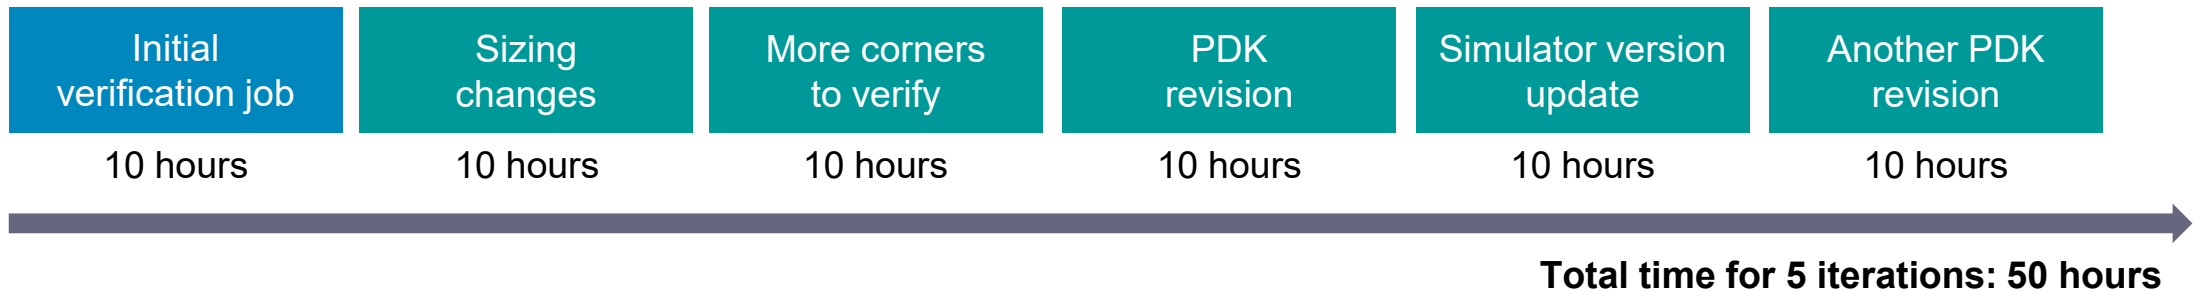 Initial
verification job
Sizing
changes
More corners
to verify
PDK
revision
Simulator version
update
Another PDK
revision
10 hours
10 hours
10 hours
10 hours
10 hours
10 hours
Total time for 5 iterations: 50 hours